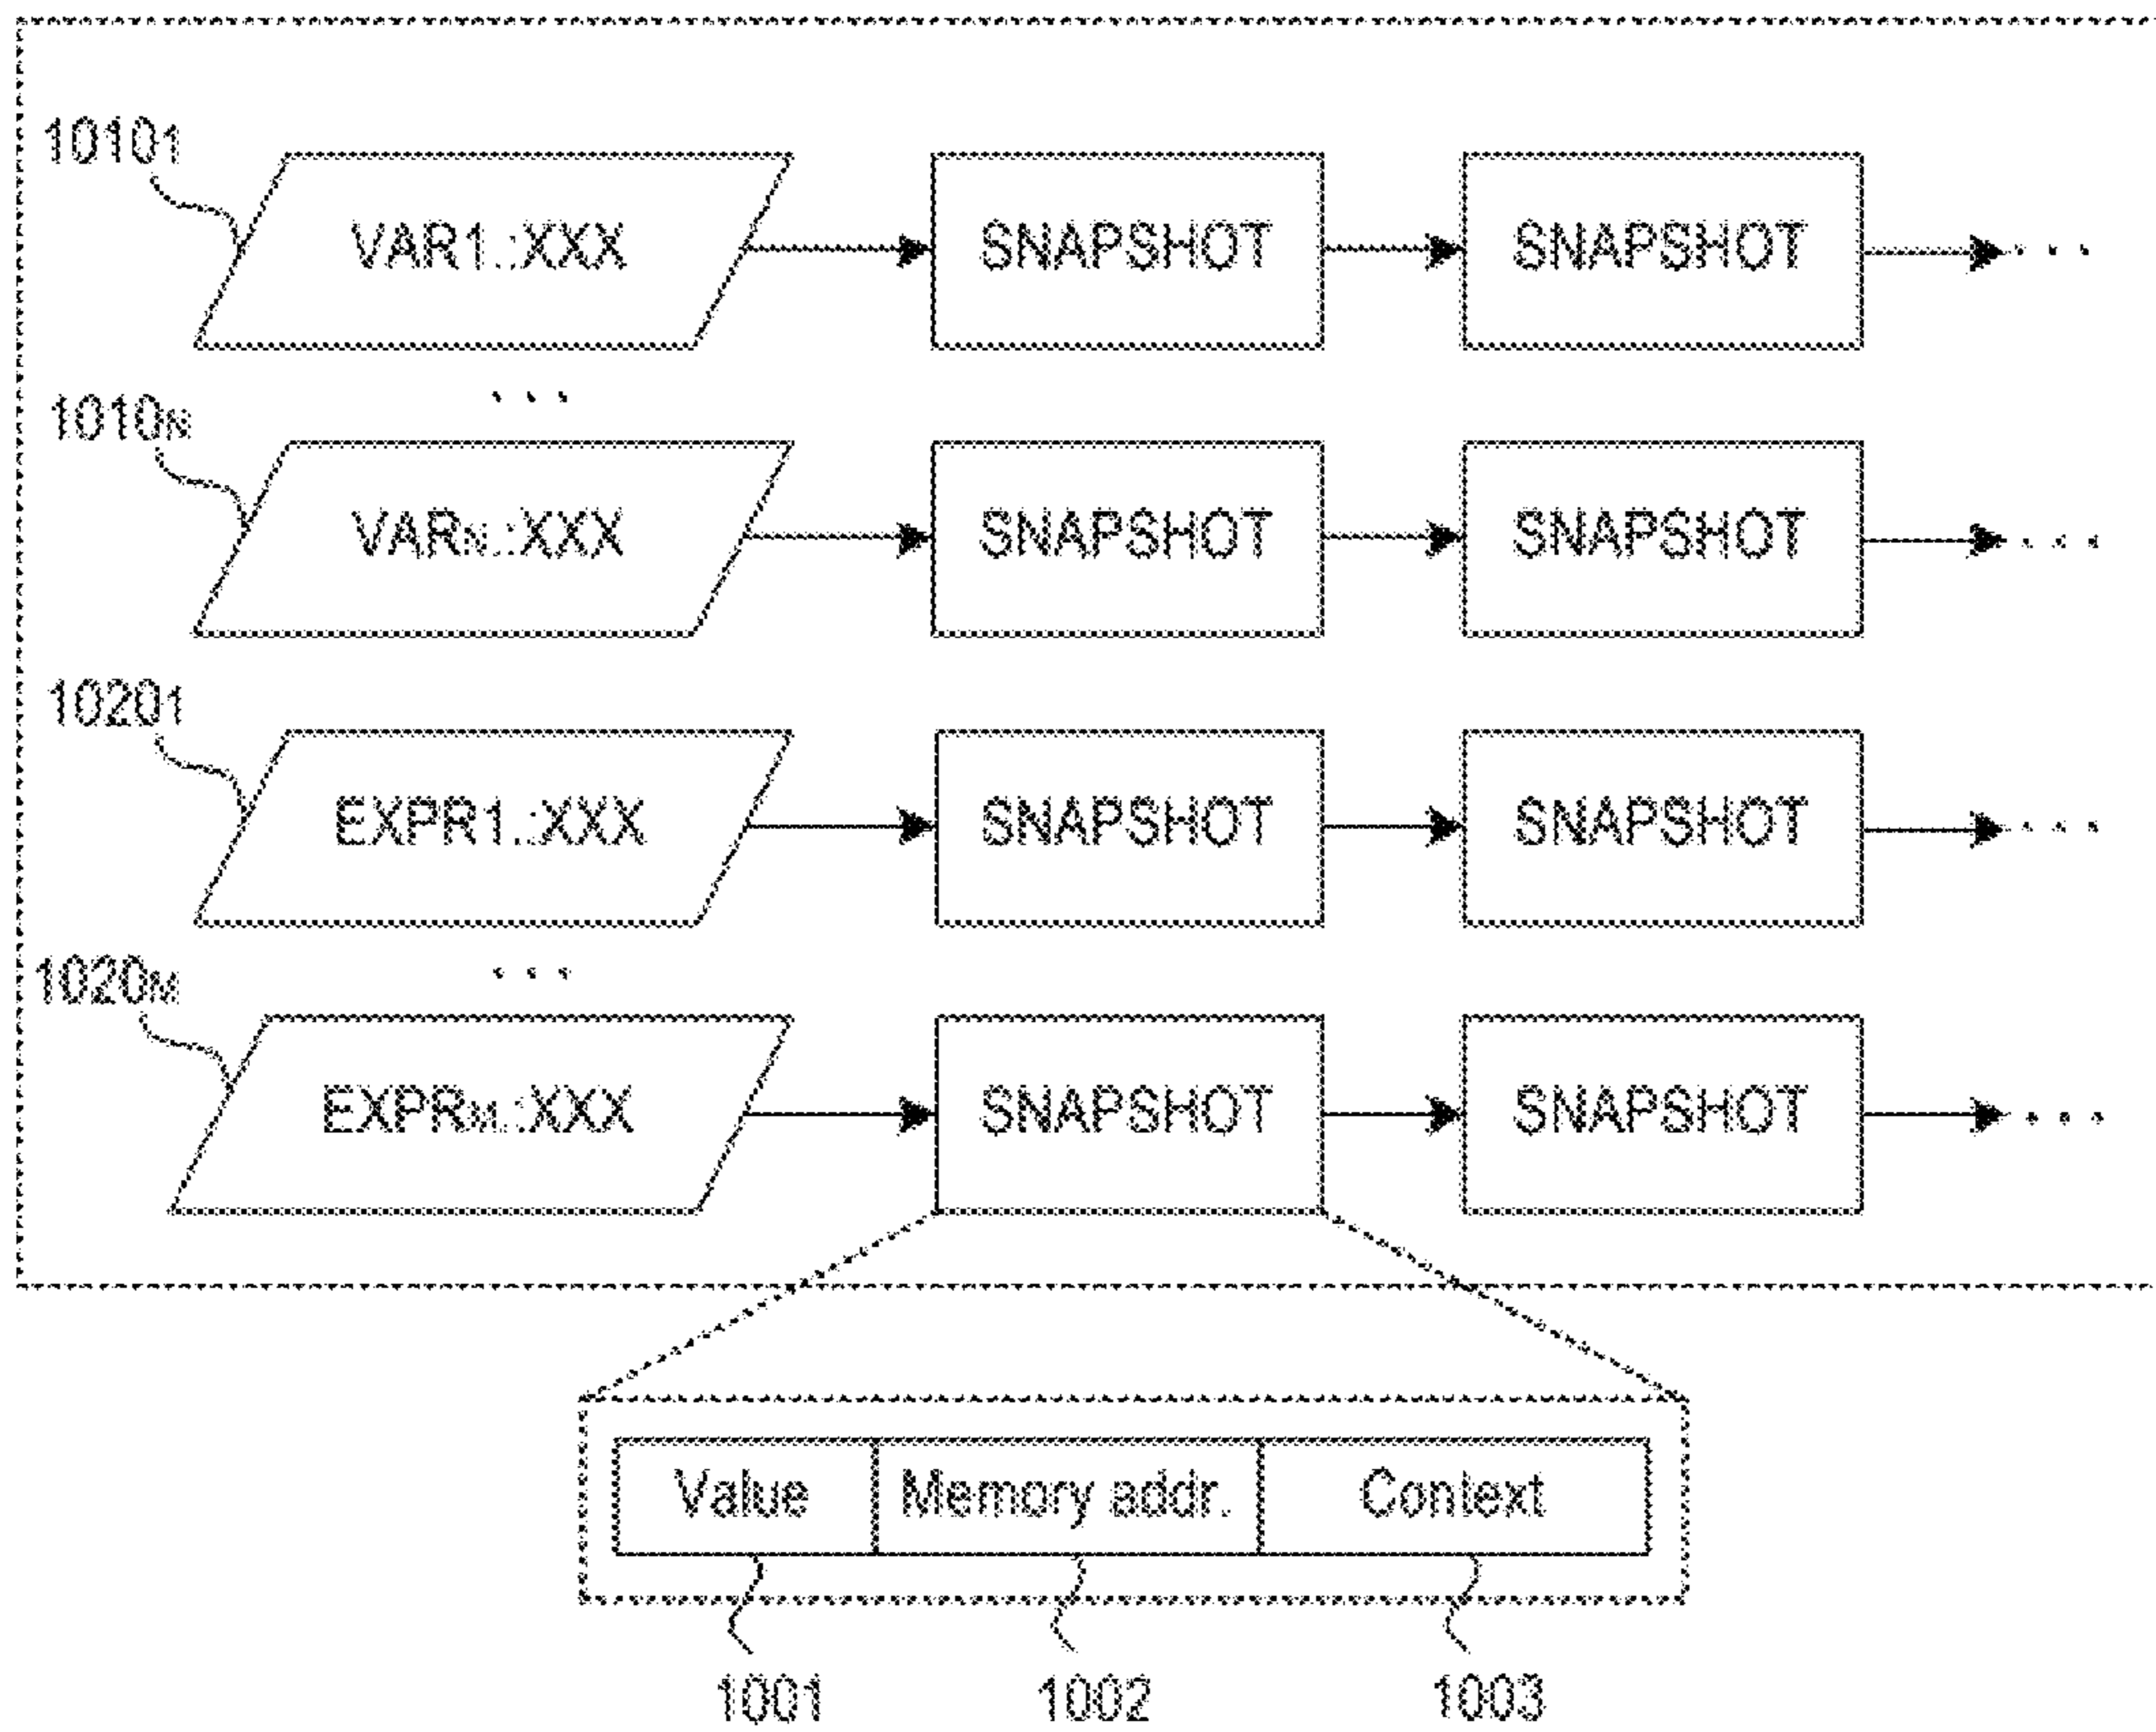 1010₁
VAR1.:XXX SNAPSHOT SNAPSHOT ...
...
1010ₙ
VARN.:XXX SNAPSHOT SNAPSHOT ...
1020₁
EXPR1.:XXX SNAPSHOT SNAPSHOT ...
...
1020ₘ
EXPRM.:XXX SNAPSHOT SNAPSHOT ...
Value Memory addr. Context
1001 1002 1003